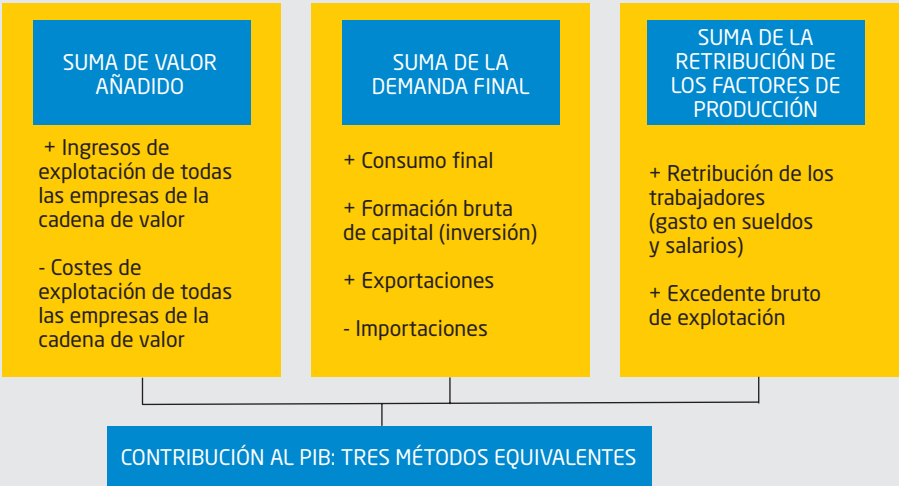 SUMA DE VALOR
AÑADIDO
+ Ingresos de
explotación de todas
las empresas de la
cadena de valor
- Costes de
explotación de todas
las empresas de la
cadena de valor
SUMA DE LA
DEMANDA FINAL
+ Consumo final
+ Formación bruta
de capital (inversión)
+ Exportaciones
- Importaciones
SUMA DE LA
RETRIBUCIÓN DE
LOS FACTORES DE
PRODUCCIÓN
+ Retribución de los
trabajadores
(gasto en sueldos
y salarios)
+ Excedente bruto
de explotación
CONTRIBUCIÓN AL PIB: TRES MÉTODOS EQUIVALENTES